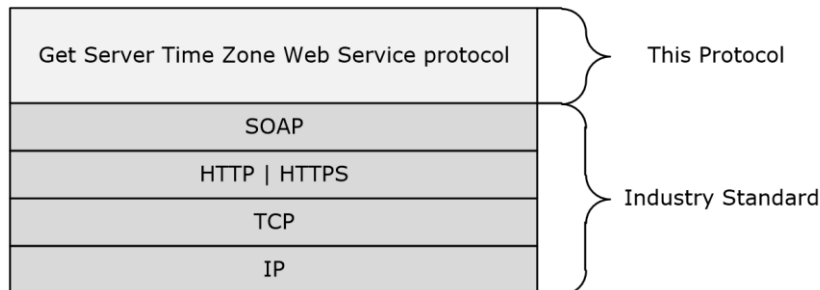 Get Server Time Zone Web Service protocol
This Protocol
SOAP
HTTP | HTTPS
Industry Standard
TCP
IP